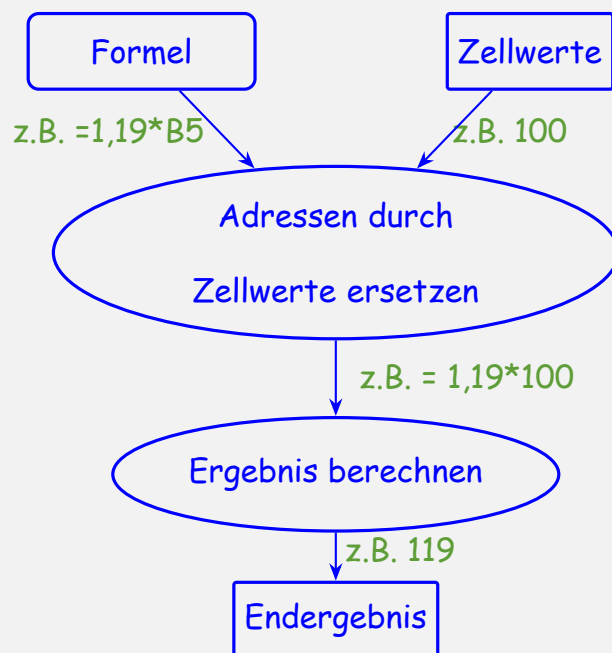 Formel
Zellwerte
z.B. =1,19*B5
z.B. 100
Adressen durch
Zellwerte ersetzen
z.B. = 1,19*100
Ergebnis berechnen
z.B. 119
Endergebnis